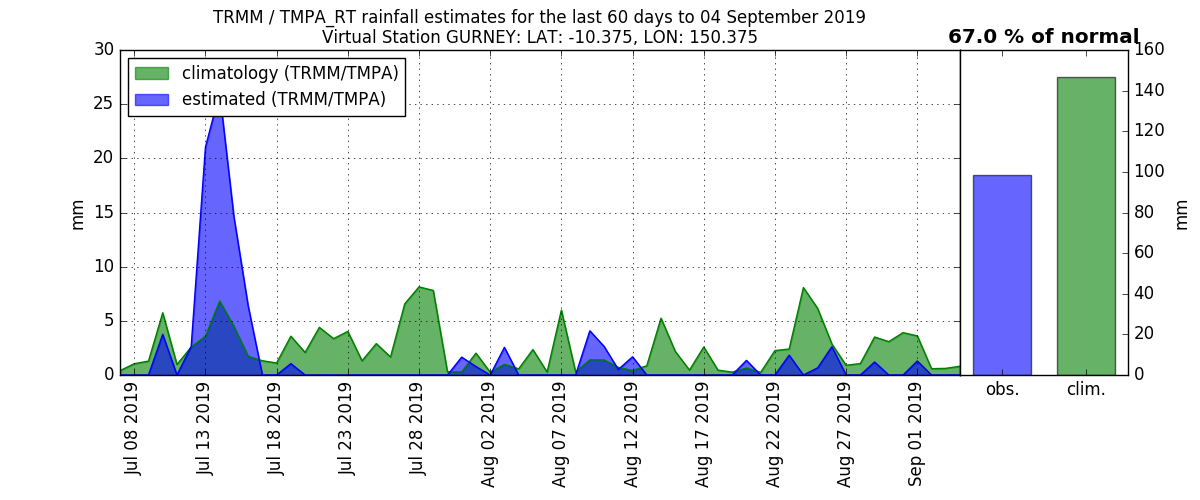 TRMM / TMPA_RT rainfall estimates for the last 60 days to 04 September 2019
Virtual Station GURNEY: LAT: -10.375, LON: 150.375
67.0 % of normal
climatology (TRMM/TMPA)
estimated (TRMM/TMPA)
mm
30
25
20
15
10
5
0
Jul 08 2019
Jul 13 2019
Jul 18 2019
Jul 23 2019
Jul 28 2019
Aug 02 2019
Aug 07 2019
Aug 12 2019
Aug 17 2019
Aug 22 2019
Aug 27 2019
Sep 01 2019
160
140
120
100
80
60
40
20
0
mm
obs.
clim.